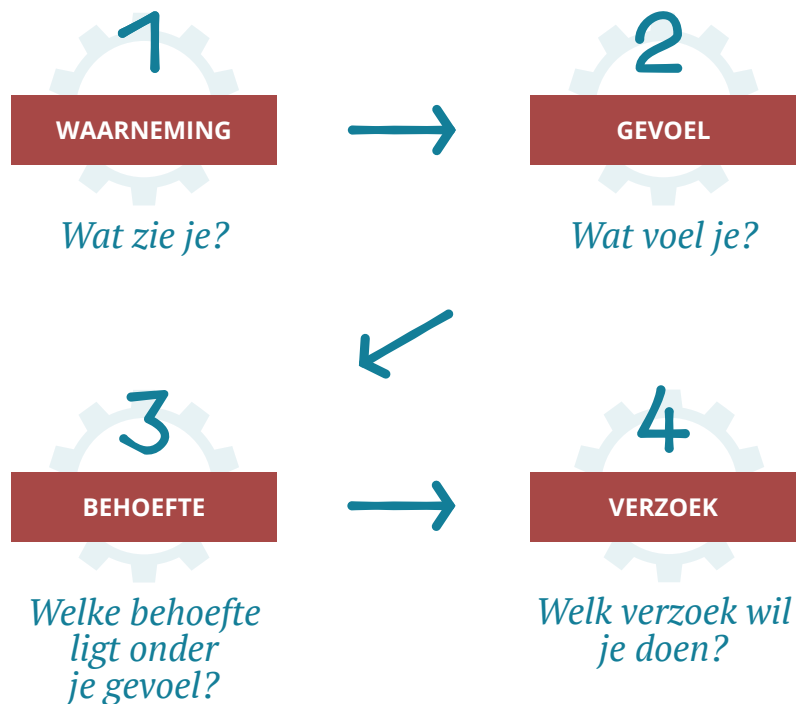 1
WAARNEMING
Wat zie je?
2
GEVOEL
Wat voel je?
3
BEHOEFTE
Welke behoefte
ligt onder
je gevoel?
4
VERZOEK
Welk verzoek wil
je doen?